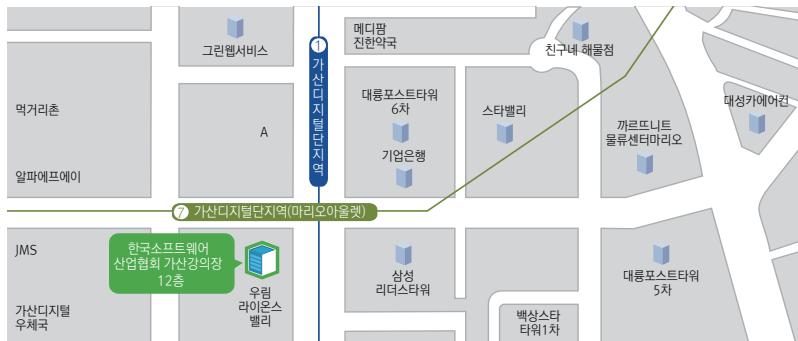 그린웹서비스
1
가산디지털단지역
메디팜
진한약국
친구네 해물점
먹거리촌
A
대륭포스트타워
6차
기업은행
스타밸리
까르뜨니트
물류센터마리오
대성카에어컨
알파에프에이
7 가산디지털단지역(마리오아울렛)
JMS
한국소프트웨어
산업협회 가산강의장
12층
우림
라이온스
밸리
삼성
리더스타워
대륭포스트타워
5차
가산디지털
우체국
백상스타
타워1차